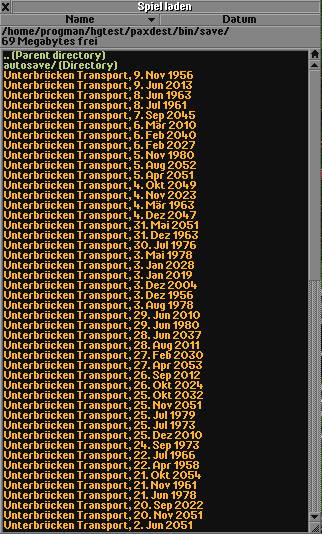 Spiel laden
Name Datum
/home/progman/hgtest/paxdest/bin/save/
69 Megabytes frei
.. (Parent directory)
autosave/ (Directory)
Unterbrücken Transport, 9. Nov 1956
Unterbrücken Transport, 9. Jun 2013
Unterbrücken Transport, 8. Jun 1963
Unterbrücken Transport, 8. Jul 1961
Unterbrücken Transport, 7. Sep 2045
Unterbrücken Transport, 6. Mär 2010
Unterbrücken Transport, 6. Feb 2040
Unterbrücken Transport, 6. Feb 2027
Unterbrücken Transport, 5. Nov 1980
Unterbrücken Transport, 5. Aug 2052
Unterbrücken Transport, 5. Apr 2051
Unterbrücken Transport, 4. Okt 2049
Unterbrücken Transport, 4. Nov 2023
Unterbrücken Transport, 4. Mär 1963
Unterbrücken Transport, 4. Dez 2047
Unterbrücken Transport, 31. Mai 2051
Unterbrücken Transport, 31. Dez 1963
Unterbrücken Transport, 30. Jul 1976
Unterbrücken Transport, 3. Mai 1978
Unterbrücken Transport, 3. Jan 2028
Unterbrücken Transport, 3. Jan 2019
Unterbrücken Transport, 3. Dez 2004
Unterbrücken Transport, 3. Dez 1956
Unterbrücken Transport, 3. Aug 1978
Unterbrücken Transport, 29. Jun 2010
Unterbrücken Transport, 29. Jun 1980
Unterbrücken Transport, 28. Jun 2037
Unterbrücken Transport, 28. Aug 2011
Unterbrücken Transport, 27. Feb 2030
Unterbrücken Transport, 27. Apr 2053
Unterbrücken Transport, 26. Sep 2012
Unterbrücken Transport, 26. Okt 2024
Unterbrücken Transport, 25. Okt 2032
Unterbrücken Transport, 25. Nov 2051
Unterbrücken Transport, 25. Jul 1979
Unterbrücken Transport, 25. Jul 1973
Unterbrücken Transport, 25. Dez 2010
Unterbrücken Transport, 24. Sep 1973
Unterbrücken Transport, 22. Jul 1966
Unterbrücken Transport, 22. Apr 1958
Unterbrücken Transport, 21. Okt 2054
Unterbrücken Transport, 21. Nov 1961
Unterbrücken Transport, 21. Jun 1978
Unterbrücken Transport, 20. Sep 2022
Unterbrücken Transport, 20. Nov 2051
Unterbrücken Transport, 2. Jun 2051